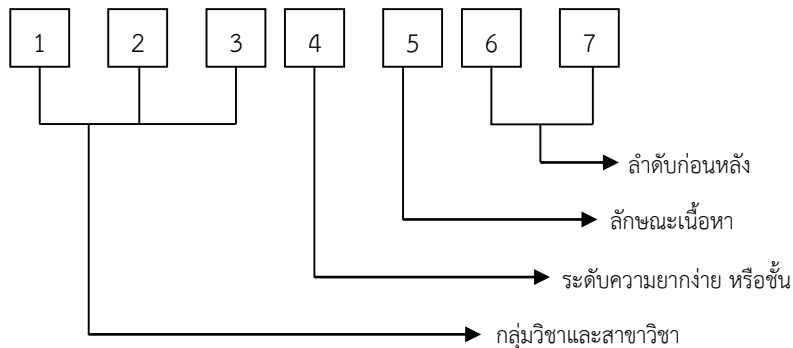 1 2 3 4 5 6 7
ลำดับก่อนหลัง
ลักษณะเนื้อหา
ระดับความยากง่าย หรือชั้น
กลุ่มวิชาและสาขาวิชา